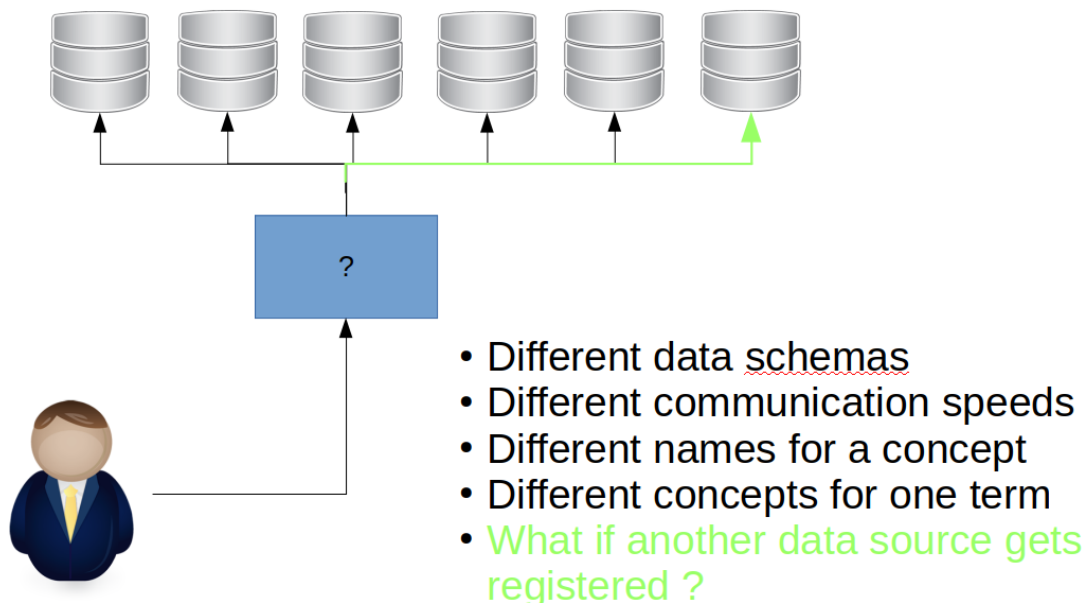 ?
• Different data schemas
• Different communication speeds
• Different names for a concept
• Different concepts for one term
• What if another data source gets
registered ?